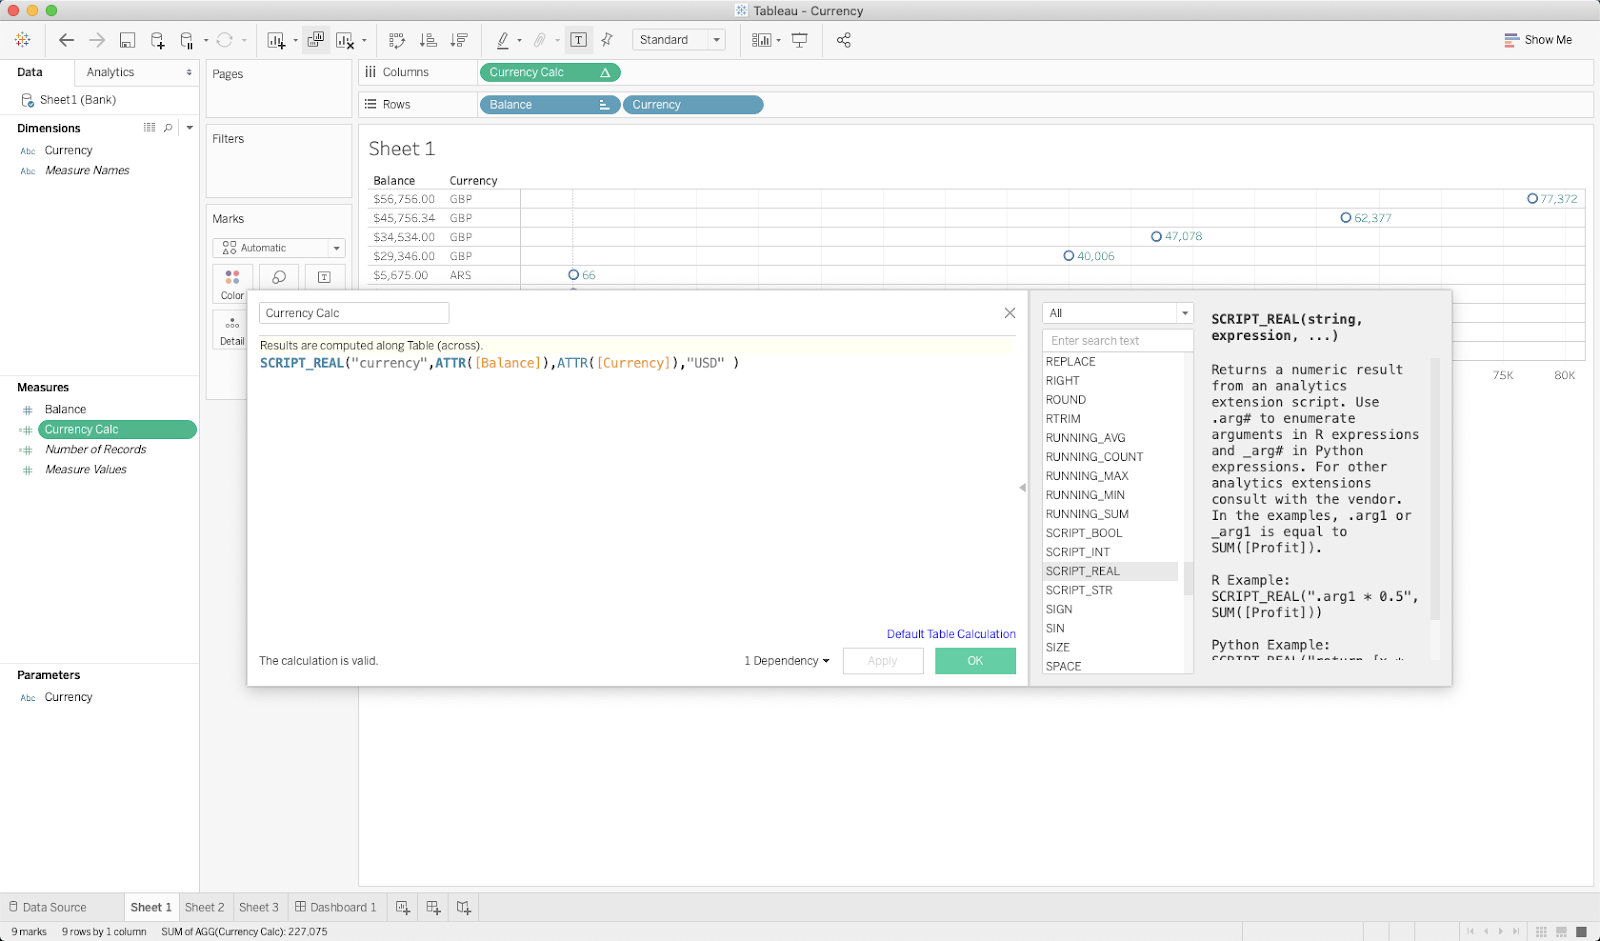 Tableau - Currency
Standard
Show Me
Data
Analytics
Sheet1 (Bank)
Dimensions
Abc Currency
Abc Measure Names
Measures
Balance
Currency Calc
Number of Records
Measure Values
Parameters
Abc Currency
Pages
Filters
Marks
Automatic
Color
Detail
Columns
Currency Calc
Rows
Balance
Currency
Sheet 1
Balance Currency
$56,756.00 GBP 77,372
$45,756.34 GBP 62,377
$34,534.00 GBP 47,078
$29,346.00 GBP 40,006
$5,675.00 ARS 66
75K 80K
Currency Calc
Results are computed along Table (across).
SCRIPT_REAL("currency",ATTR([Balance]),ATTR([Currency]),"USD" )
Default Table Calculation
The calculation is valid.
1 Dependency
Apply
OK
All
Enter search text
REPLACE
RIGHT
ROUND
RTRIM
RUNNING_AVG
RUNNING_COUNT
RUNNING_MAX
RUNNING_MIN
RUNNING_SUM
SCRIPT_BOOL
SCRIPT_INT
SCRIPT_REAL
SCRIPT_STR
SIGN
SIN
SIZE
SPACE
SCRIPT_REAL(string,
expression, ...)
Returns a numeric result
from an analytics
extension script. Use
.arg# to enumerate
arguments in R expressions
and _arg# in Python
expressions. For other
analytics extensions
consult with the vendor.
In the examples, .arg1 or
_arg1 is equal to
SUM([Profit]).
R Example:
SCRIPT_REAL(".arg1 * 0.5",
SUM([Profit]))
Python Example:
SCRIPT_REAL("return [x *
Data Source
Sheet 1
Sheet 2
Sheet 3
Dashboard 1
9 marks
9 rows by 1 column
SUM of AGG(Currency Calc): 227,075